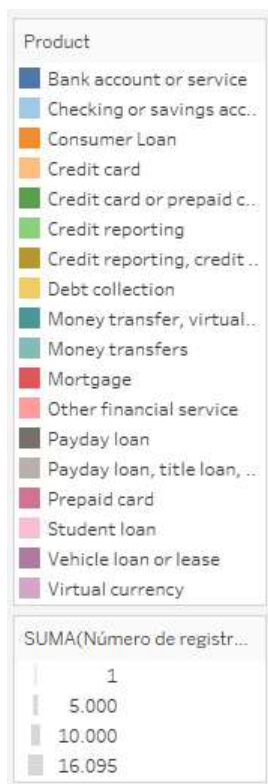 Product
Bank account or service
Checking or savings acc..
Consumer Loan
Credit card
Credit card or prepaid c..
Credit reporting
Credit reporting, credit ..
Debt collection
Money transfer, virtual..
Money transfers
Mortgage
Other financial service
Payday loan
Payday loan, title loan, ..
Prepaid card
Student loan
Vehicle loan or lease
Virtual currency
SUMA(Número de registr...
1
5.000
10.000
16.095